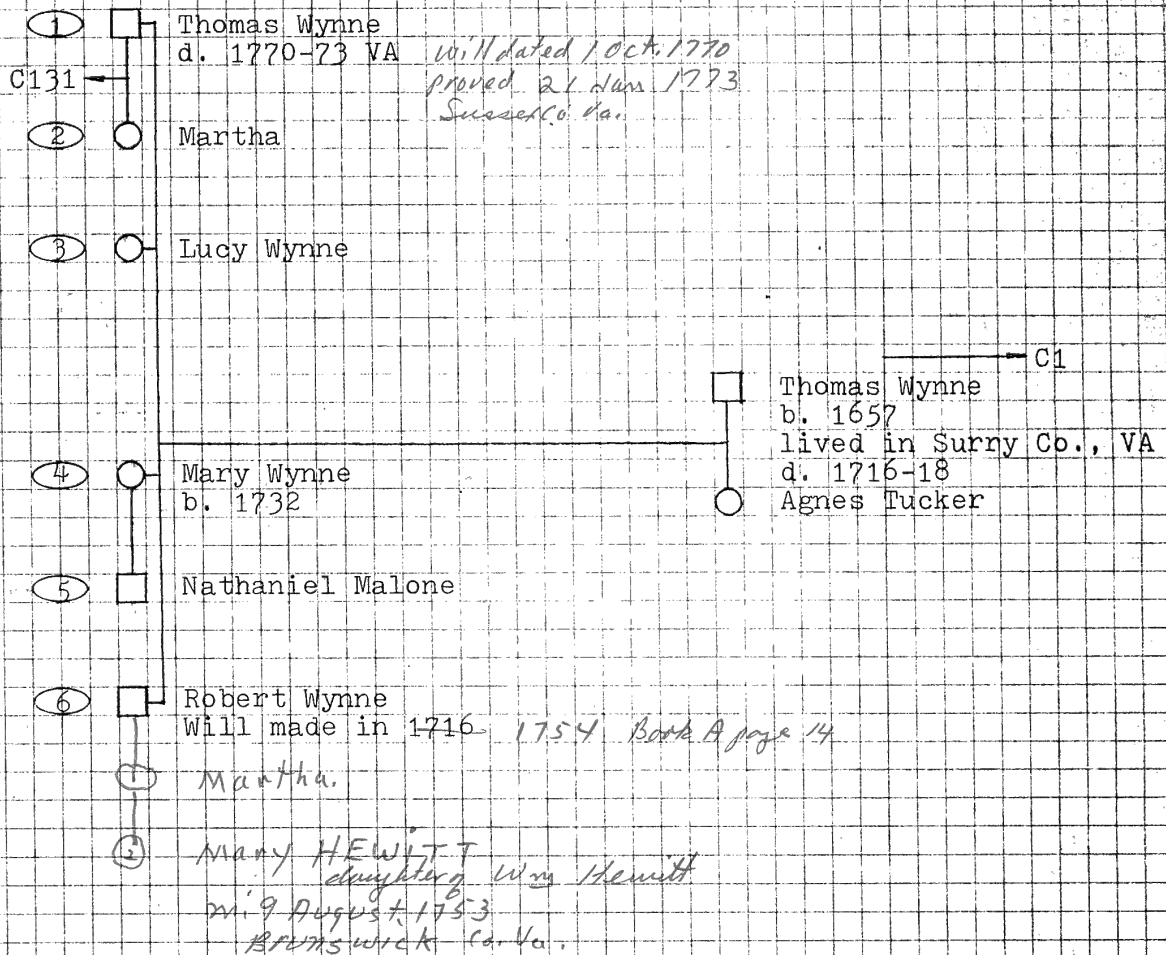 1 Thomas Wynne
d. 1770-73 VA will dated 1 Oct. 1770
C131 proved 21 Jan 1773
Sussex Co Va.
2 Martha
3 Lucy Wynne
C1
Thomas Wynne
b. 1657
lived in Surry Co., VA
d. 1716-18
Agnes Tucker
4 Mary Wynne
b. 1732
5 Nathaniel Malone
6 Robert Wynne
Will made in 1716 1754 Book A page 14
Martha.
2 Mary HEWITT
daughter of Wm Hewitt
m. 9 August 1753
Brunswick Co. Va.